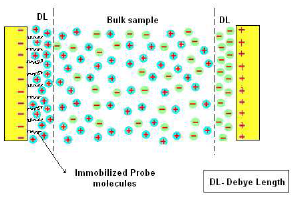 DL
Bulk sample
DL
Immobilized Probe
molecules
DL- Debye Length